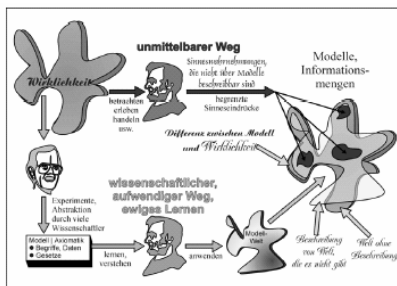 unmittelbarer Weg
Wirklichkeit
betrachten
erleben
handeln
usw.
Sinneswahrnehmungen,
die nicht über Modelle
beschreibbar sind
begrenzte
Sinneseindrücke
Modelle,
Informations-
mengen
Differenz zwischen Modell
und Wirklichkeit
Experimente,
Abstraktion
durch viele
Wissenschaftler
wissenschaftlicher,
aufwendiger Weg,
ewiges Lernen
Modell | Axiomatik
● Begriffe, Daten
● Gesetze
lernen,
verstehen
anwenden
Modell-
Welt
Beschreibung
von Welt,
die es nicht gibt
Welt ohne
Beschreibung